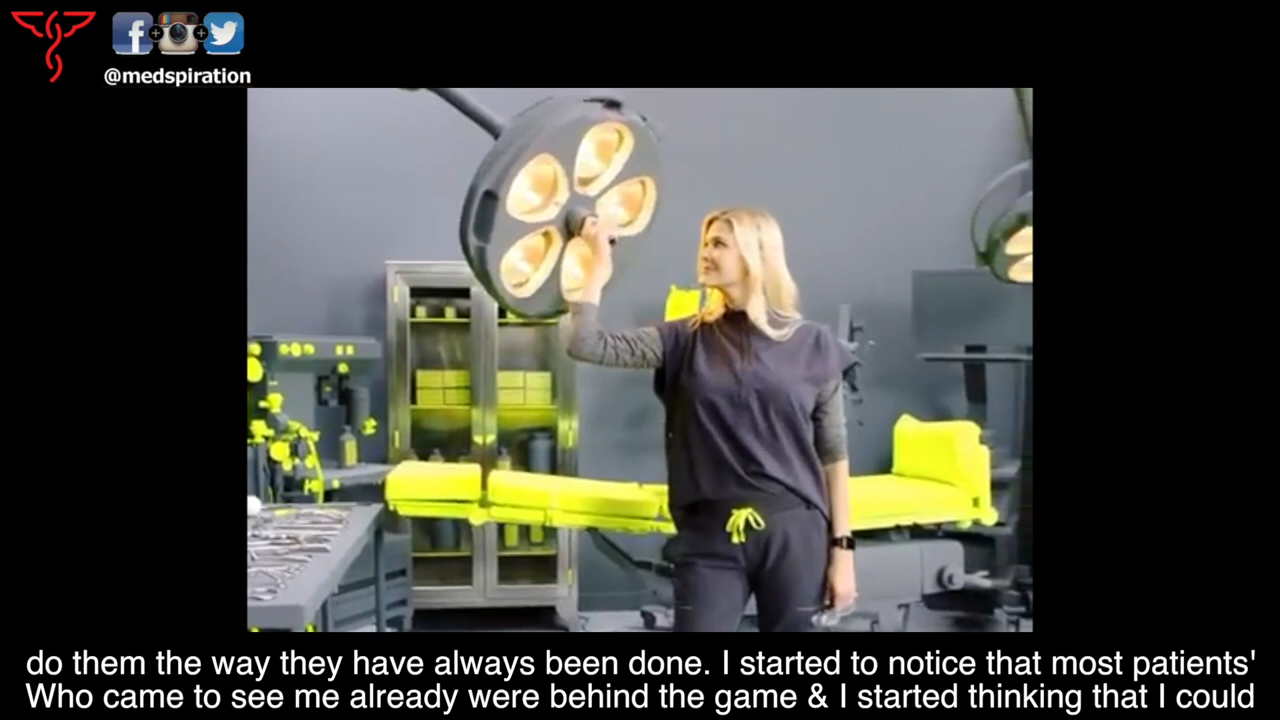 @medspiration
do them the way they have always been done. I started to notice that most patients'
Who came to see me already were behind the game & I started thinking that I could